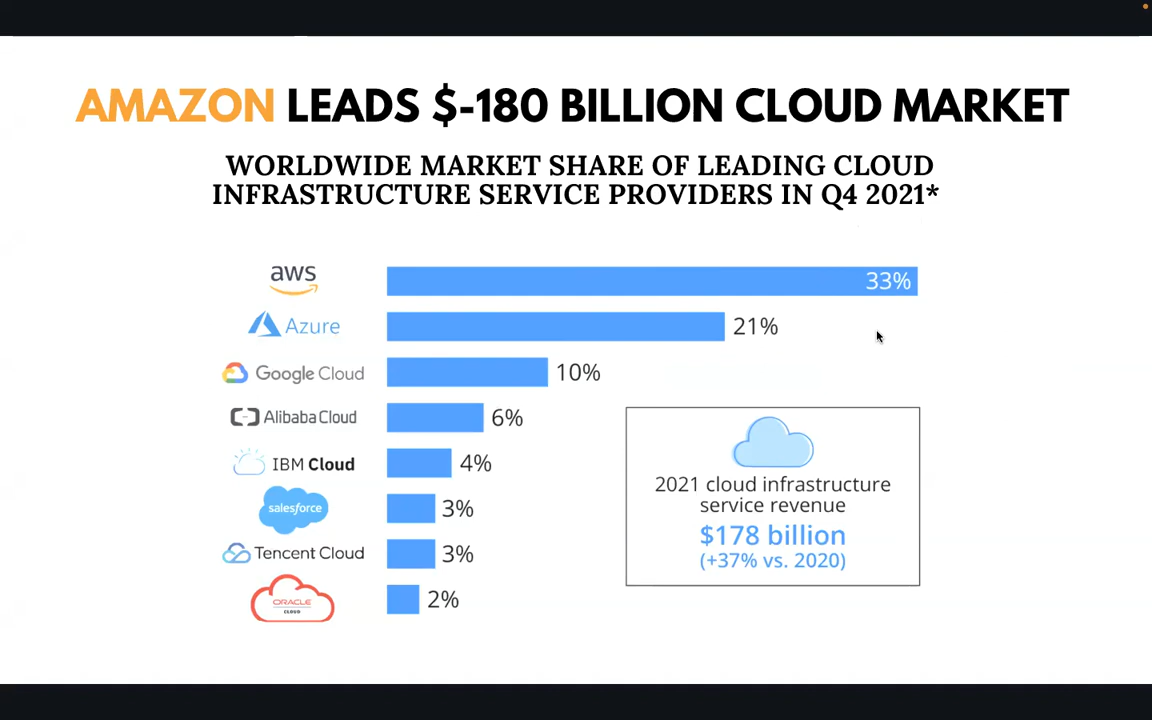 AMAZON LEADS $-180 BILLION CLOUD MARKET
WORLDWIDE MARKET SHARE OF LEADING CLOUD
INFRASTRUCTURE SERVICE PROVIDERS IN Q4 2021*
aws 33%
Azure 21%
Google Cloud 10%
Alibaba Cloud 6%
IBM Cloud 4%
salesforce 3%
Tencent Cloud 3%
ORACLE
CLOUD
2%
2021 cloud infrastructure
service revenue
$178 billion
(+37% vs. 2020)